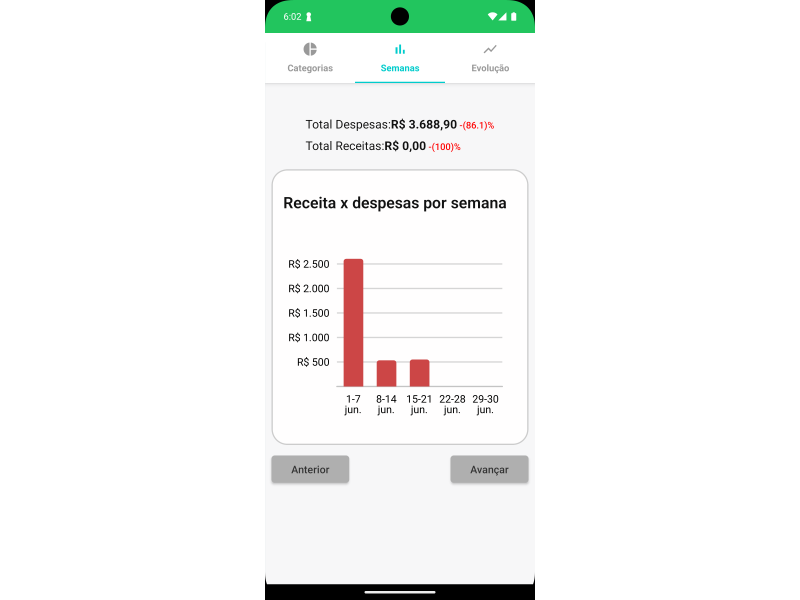 6:02
Categorias
Semanas
Evolução
Total Despesas:R$ 3.688,90 -(86.1)%
Total Receitas:R$ 0,00 -(100)%
Receita x despesas por semana
R$ 2.500
R$ 2.000
R$ 1.500
R$ 1.000
R$ 500
1-7 8-14 15-21 22-28 29-30
jun. jun. jun. jun. jun.
Anterior
Avançar